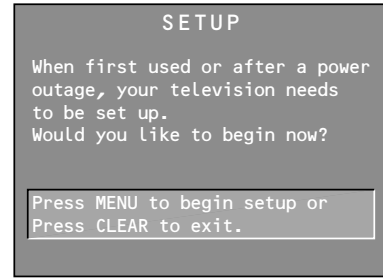 SETUP
When first used or after a power
outage, your television needs
to be set up.
Would you like to begin now?
Press MENU to begin setup or
Press CLEAR to exit.